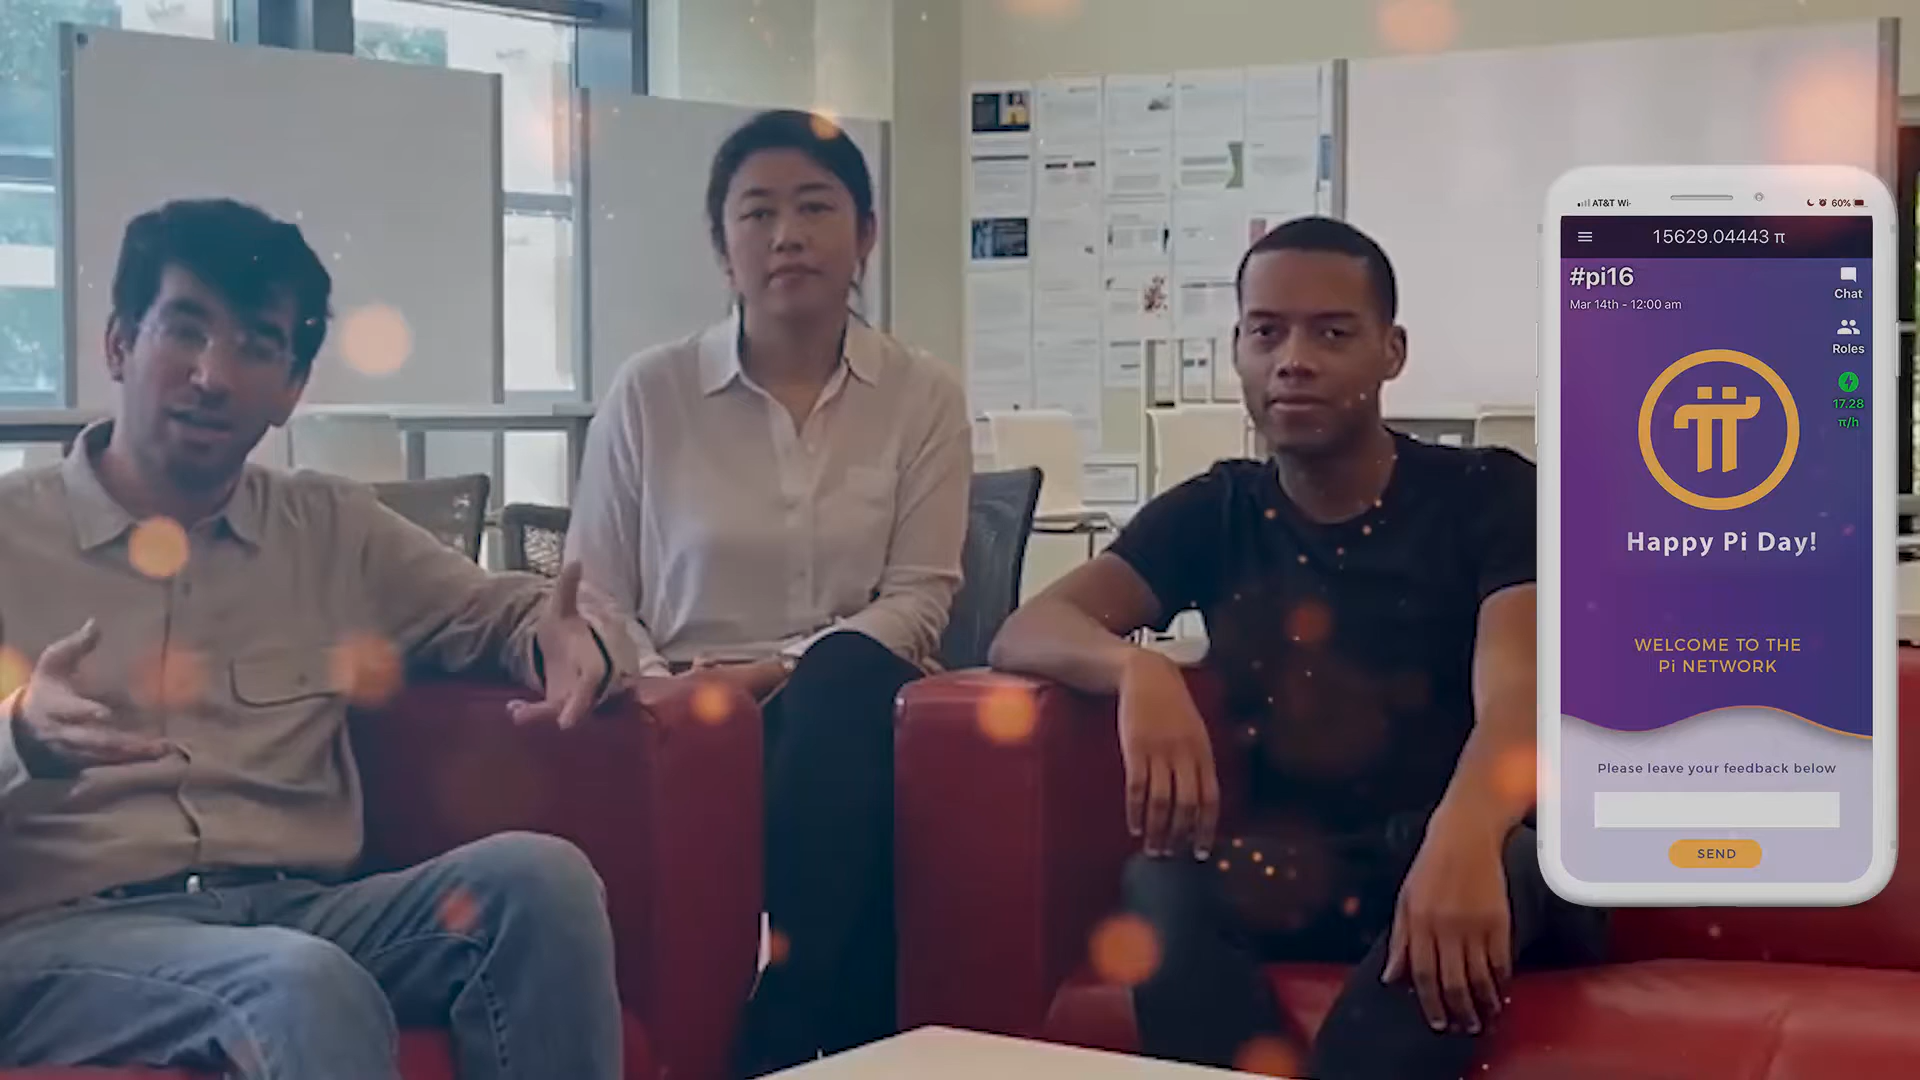 AT&T Wi-
60%
15629.04443 π
#pi16
Mar 14th - 12:00 am
Chat
Roles
17.28
π/h
π
Happy Pi Day!
WELCOME TO THE
Pi NETWORK
Please leave your feedback below
SEND